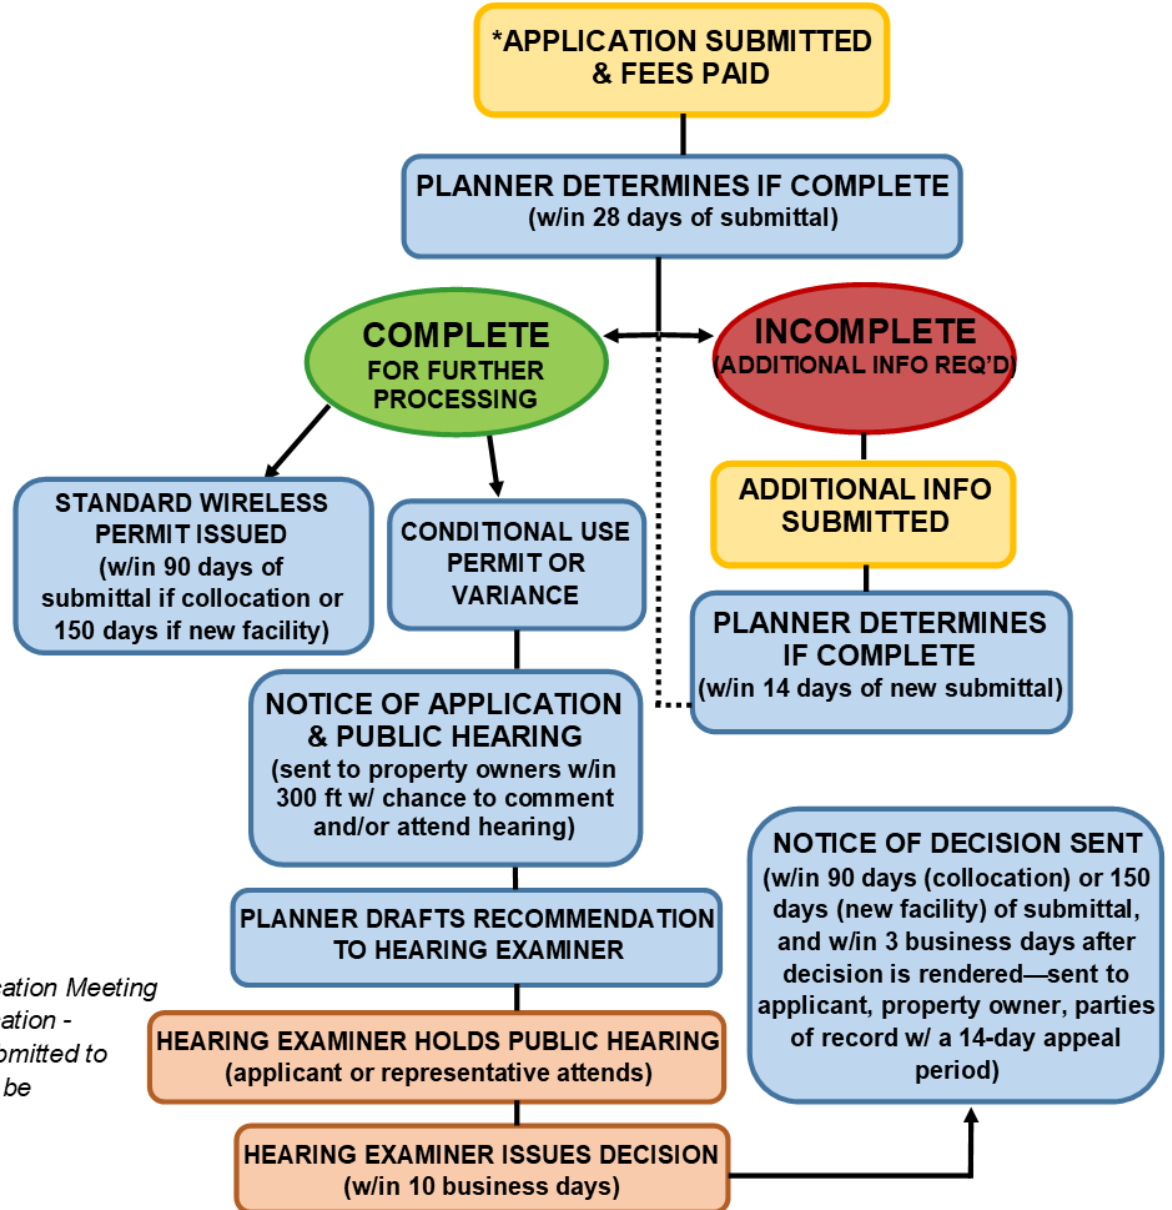 *APPLICATION SUBMITTED
& FEES PAID
PLANNER DETERMINES IF COMPLETE
(w/in 28 days of submittal)
COMPLETE
FOR FURTHER
PROCESSING
INCOMPLETE
(ADDITIONAL INFO REQ’D)
STANDARD WIRELESS
PERMIT ISSUED
(w/in 90 days of
submittal if collocation or
150 days if new facility)
CONDITIONAL USE
PERMIT OR
VARIANCE
ADDITIONAL INFO
SUBMITTED
PLANNER DETERMINES
IF COMPLETE
(w/in 14 days of new submittal)
NOTICE OF APPLICATION
& PUBLIC HEARING
(sent to property owners w/in
300 ft w/ chance to comment
and/or attend hearing)
PLANNER DRAFTS RECOMMENDATION
TO HEARING EXAMINER
HEARING EXAMINER HOLDS PUBLIC HEARING
(applicant or representative attends)
HEARING EXAMINER ISSUES DECISION
(w/in 10 business days)
NOTICE OF DECISION SENT
(w/in 90 days (collocation) or 150
days (new facility) of submittal,
and w/in 3 business days after
decision is rendered—sent to
applicant, property owner, parties
of record w/ a 14-day appeal
period)
Meeting
-
to
be